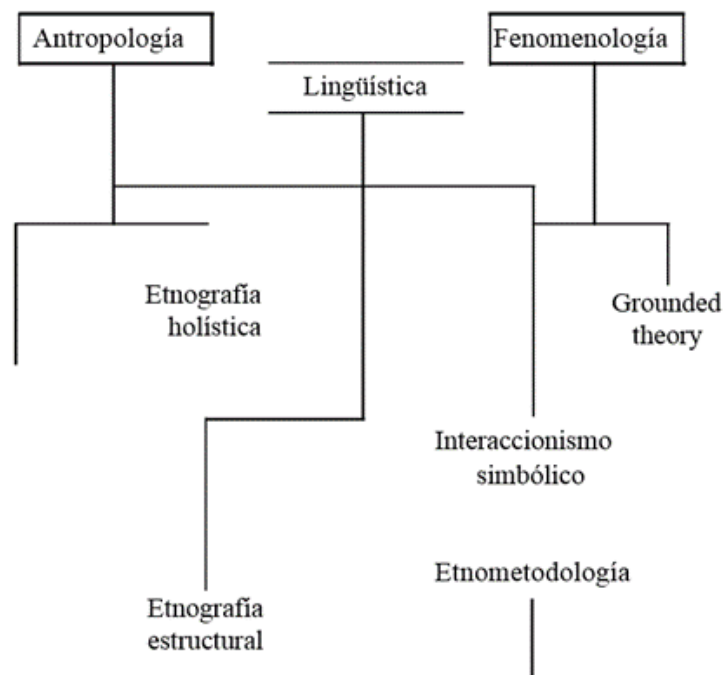 Antropología
Fenomenología
Lingüística
Etnografía
holística
Grounded
theory
Interaccionismo
simbólico
Etnometodología
Etnografía
estructural